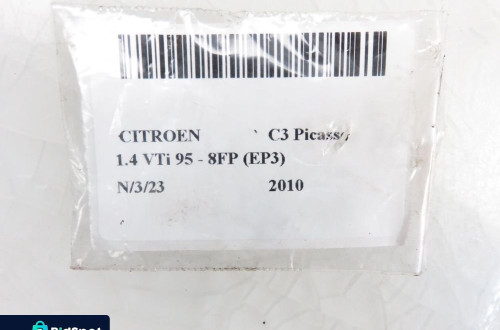 CITROEN C3 Picasso
1.4 VTi 95 - 8FP (EP3)
N/3/23 2010